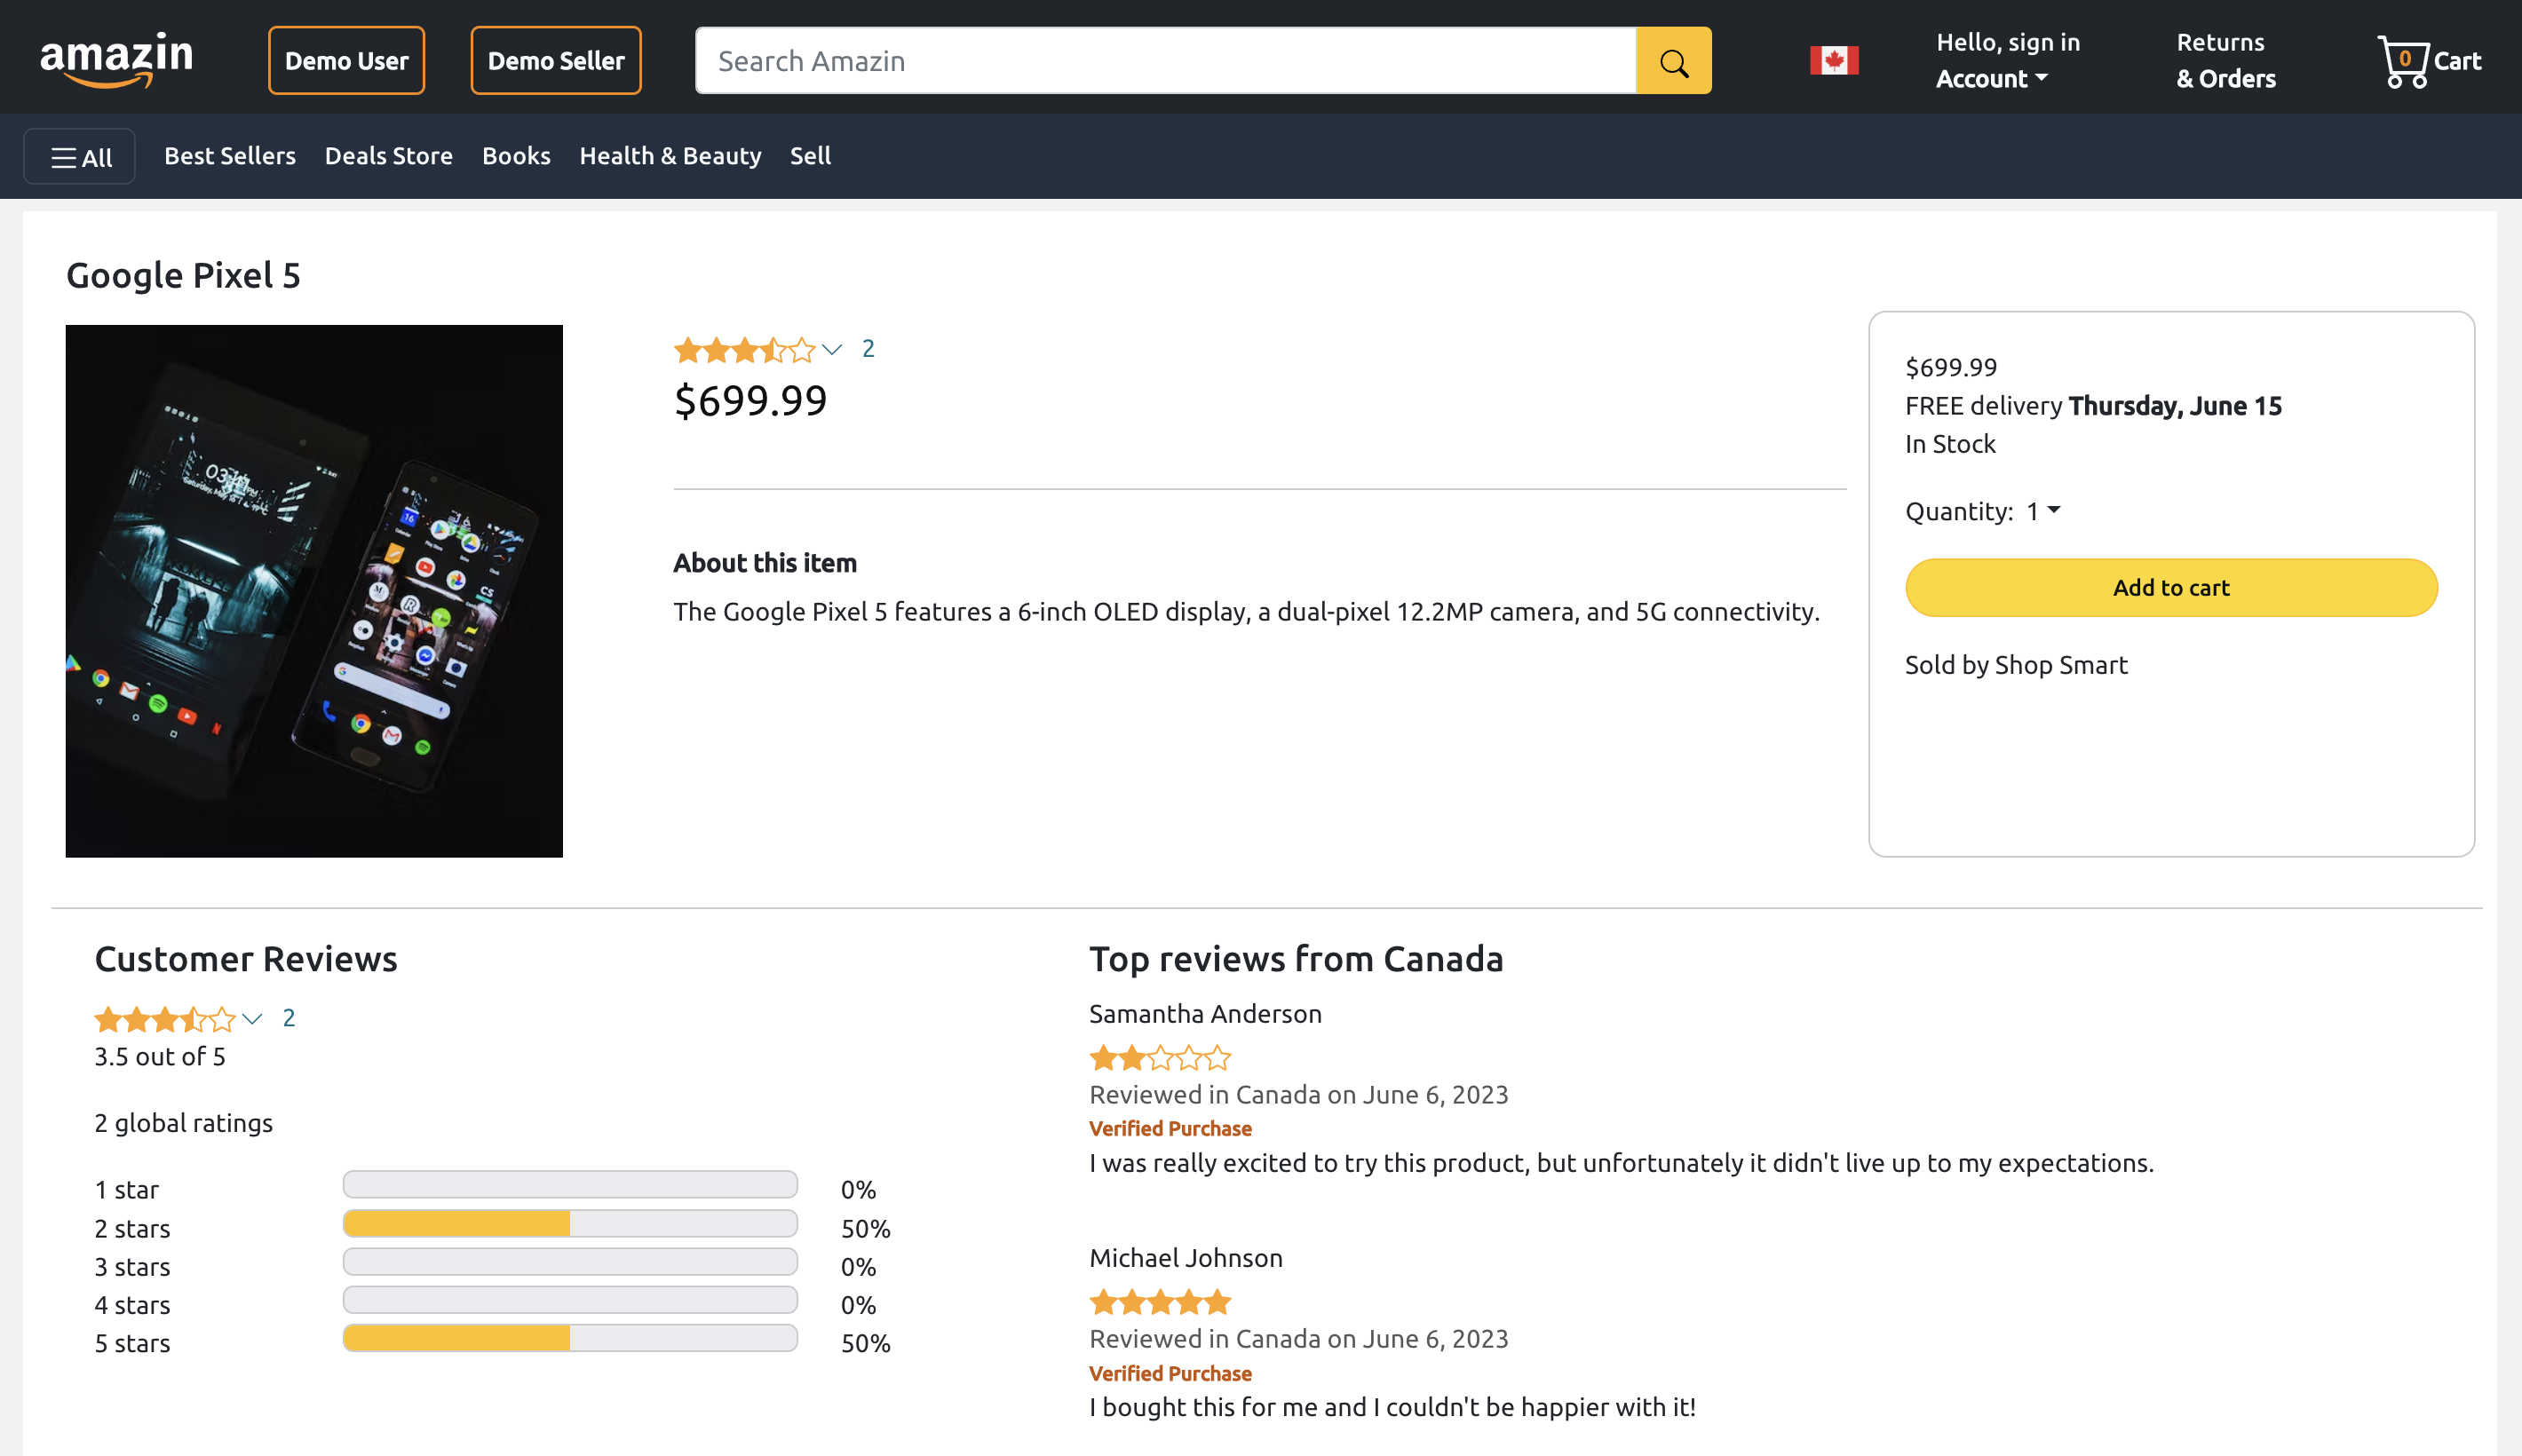 amazin
Demo User
Demo Seller
Search Amazin
Hello, sign in
Account
Returns
& Orders
0
Cart
All
Best Sellers
Deals Store
Books
Health & Beauty
Sell
Google Pixel 5
2
$699.99
About this item
The Google Pixel 5 features a 6-inch OLED display, a dual-pixel 12.2MP camera, and 5G connectivity.
$699.99
FREE delivery Thursday, June 15
In Stock
Quantity: 1
Add to cart
Sold by Shop Smart
Customer Reviews
2
3.5 out of 5
2 global ratings
1 star 0%
2 stars 50%
3 stars 0%
4 stars 0%
5 stars 50%
Top reviews from Canada
Samantha Anderson
Reviewed in Canada on June 6, 2023
Verified Purchase
I was really excited to try this product, but unfortunately it didn't live up to my expectations.
Michael Johnson
Reviewed in Canada on June 6, 2023
Verified Purchase
I bought this for me and I couldn't be happier with it!